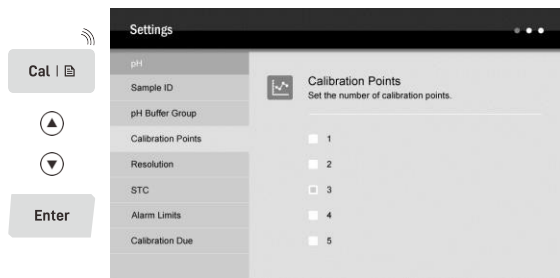 Settings
Cal
Enter
pH
Sample ID
pH Buffer Group
Calibration Points
Resolution
STC
Alarm Limits
Calibration Due
Calibration Points
Set the number of calibration points.
1
2
3
4
5